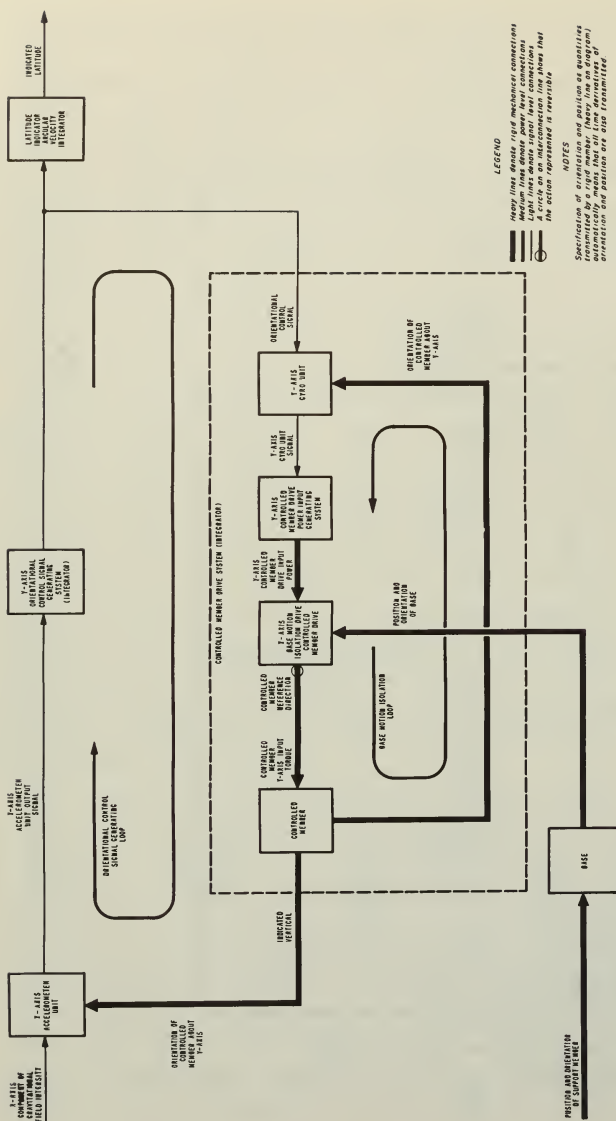 INDICATED
LATITUDE
LATITUDE
INDICATOR
ANGULAR
VELOCITY
INTEGRATOR
Y-AXIS
ORIENTATIONAL
CONTROL SIGNAL
GENERATING
SYSTEM
(INTEGRATOR)
Y-AXIS
ACCELEROMETER
UNIT OUTPUT
SIGNAL
X-AXIS
ACCELEROMETER
UNIT
X-AXIS
COMPONENT OF
GRAVITATIONAL
FIELD INTENSITY
ORIENTATIONAL CONTROL
SIGNAL GENERATING
LOOP
ORIENTATION OF
CONTROLLED
MEMBER ABOUT
Y-AXIS
INDICATED
VERTICAL
CONTROLLED MEMBER DRIVE SYSTEM (INTEGRATOR)
ORIENTATIONAL
CONTROL
SIGNAL
Y-AXIS
GYRO UNIT
Y-AXIS
GYRO UNIT
SIGNAL
Y-AXIS
CONTROLLED
MEMBER DRIVE
POWER INPUT
GENERATING
SYSTEM
Y-AXIS
CONTROLLED
MEMBER
DRIVE INPUT
POWER
Y-AXIS
BASE MOTION
ISOLATION DRIVE
CONTROLLED
MEMBER DRIVE
CONTROLLED
MEMBER
REFERENCE
DIRECTION
CONTROLLED
MEMBER
Y-AXIS INPUT
TORQUE
CONTROLLED
MEMBER
ORIENTATION OF
CONTROLLED
MEMBER ABOUT
Y-AXIS
POSITION AND
ORIENTATION
OF BASE
BASE MOTION ISOLATION
LOOP
BASE
POSITION AND ORIENTATION
OF SUPPORT MEMBER
LEGEND
Heavy lines denote rigid mechanical connections
Medium lines denote power level connections
Light lines denote signal level connections
A circle on an interconnection line shows that
the action represented is reversible
NOTES
Specification of orientation and position as quantities
transmitted by a rigid member (heavy line on diagram)
automatically means that all time derivatives of
orientation and position are also transmitted.